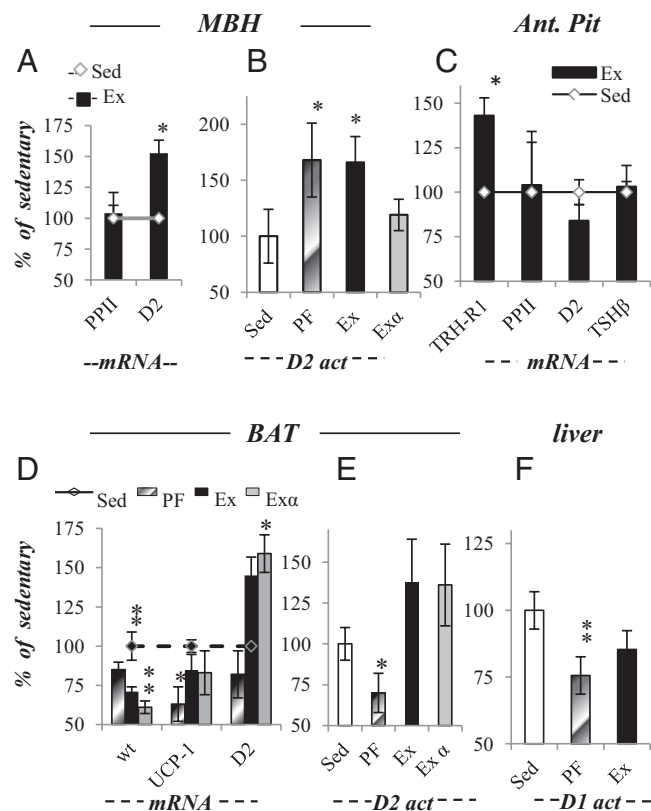 MBH
Ant. Pit
A
Sed
Ex
% of sedentary
175
150
125
100
75
50
*
PPII
D2
--mRNA--
B
200
150
100
50
*
*
Sed
PF
Ex
Exα
D2 act
C
Ex
Sed
150
125
100
75
50
*
TRH-R1
PPII
D2
TSHβ
mRNA
BAT
liver
D
Sed
PF
Ex
Exα
% of sedentary
175
150
125
100
75
50
**
**
*
*
wt
UCP-1
D2
mRNA
E
150
125
100
75
50
*
Sed
PF
Ex
Ex α
D2 act
F
125
100
75
50
**
Sed
PF
Ex
D1 act